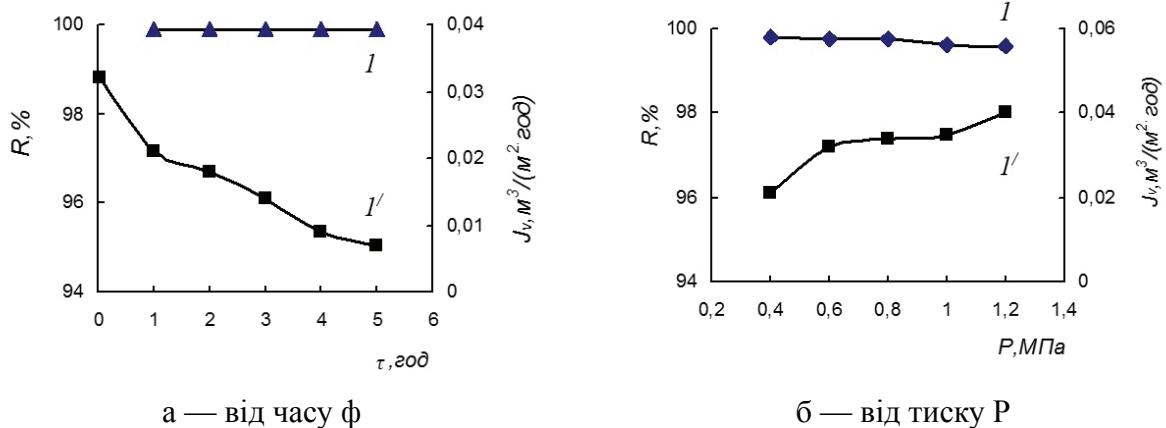 100
98
96
94
R, %
0,04
0,03
0,02
0,01
0
Jv, м³/(м²·год)
1
1/
0 1 2 3 4 5 6
τ, год
а — від часу ф
100
98
96
94
R, %
0,06
0,04
0,02
0
Jv, м³/(м²·год)
1
1/
0,2 0,4 0,6 0,8 1 1,2 1,4
P, МПа
б — від тиску Р